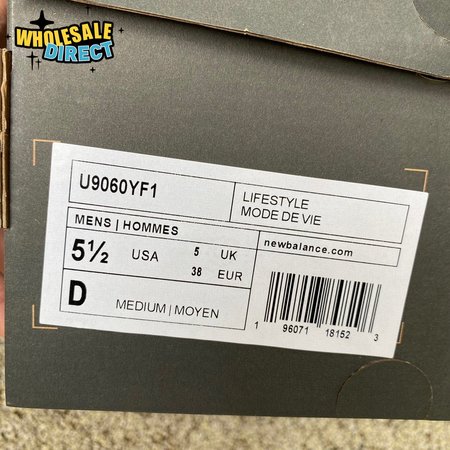 WHOLESALE
DIRECT
U9060YF1
LIFESTYLE
MODE DE VIE
MENS | HOMMES
5½ USA 5 UK
38 EUR
D MEDIUM | MOYEN
newbalance.com
1 96071 18152 3